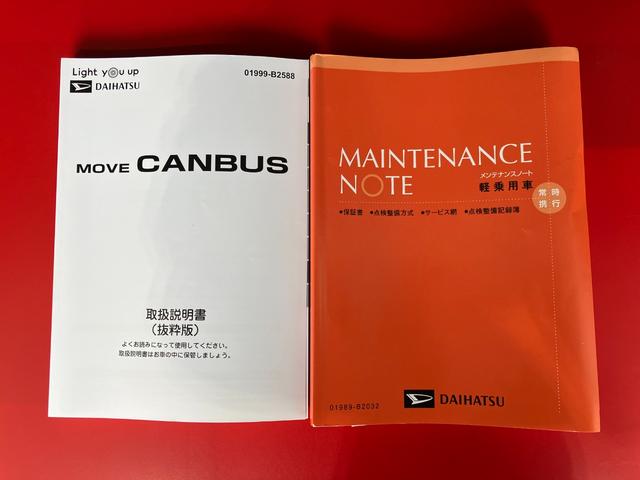 Light you up
DAIHATSU
01999-B2588
MOVE CANBUS
取扱説明書
(抜粋版)
よくお読みになって使用してください。
取扱説明書はお車の中に保管しましょう。
MAINTENANCE
NOTE
メンテナンスノート
軽乗用車
常時
携行
●保証書 ●点検整備方式 ●サービス網 ●点検整備記録簿
01989-B2032
DAIHATSU